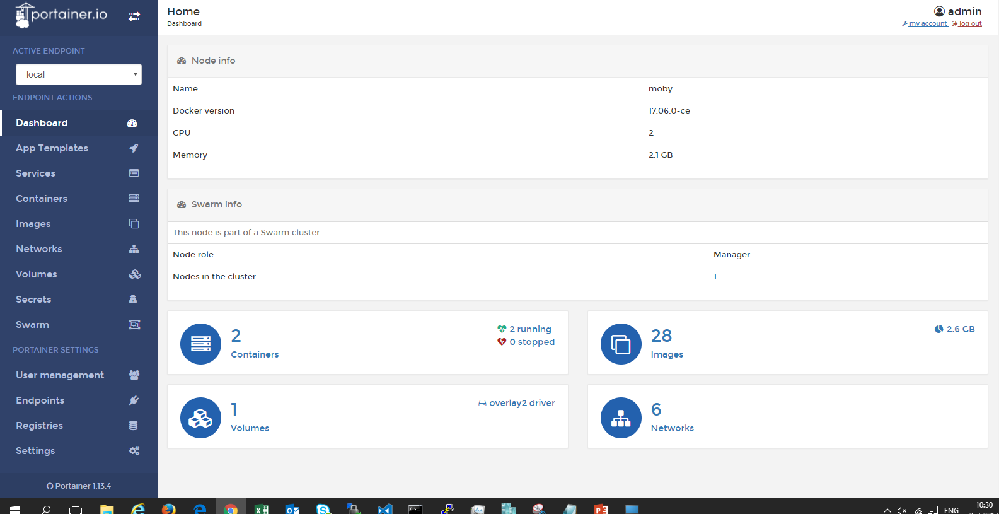 portainer.io
ACTIVE ENDPOINT
local
ENDPOINT ACTIONS
Dashboard
App Templates
Services
Containers
Images
Networks
Volumes
Secrets
Swarm
PORTAINER SETTINGS
User management
Endpoints
Registries
Settings
Portainer 1.13.4
Home
Dashboard
admin
my account log out
Node info
Name moby
Docker version 17.06.0-ce
CPU 2
Memory 2.1 GB
Swarm info
This node is part of a Swarm cluster
Node role Manager
Nodes in the cluster 1
2
Containers
2 running
0 stopped
28
Images
2.6 GB
1
Volumes
overlay2 driver
6
Networks
ENG
10:30